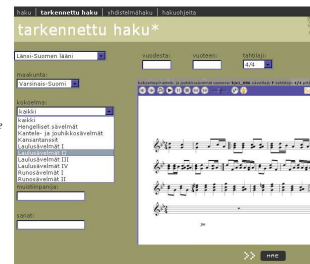 haku | tarkennettu haku | yhdistelmähaku | hakuohjeita
tarkennettu haku*
Länsi-Suomen lääni
vuodesta:
vuoteen:
tahtilaji:
4/4
maakunta:
Varsinais-Suomi
kokoelma:
kaikki
kaikki
Hengelliset sävelmät
Kantele- ja jouhikkosävelmät
Kansantanssit
Laulusävelmät I
Laulusävelmät II
Laulusävelmät III
Laulusävelmät IV
Runosävelmät I
Runosävelmät II
muistiinpanija:
sanat:
>> HAE